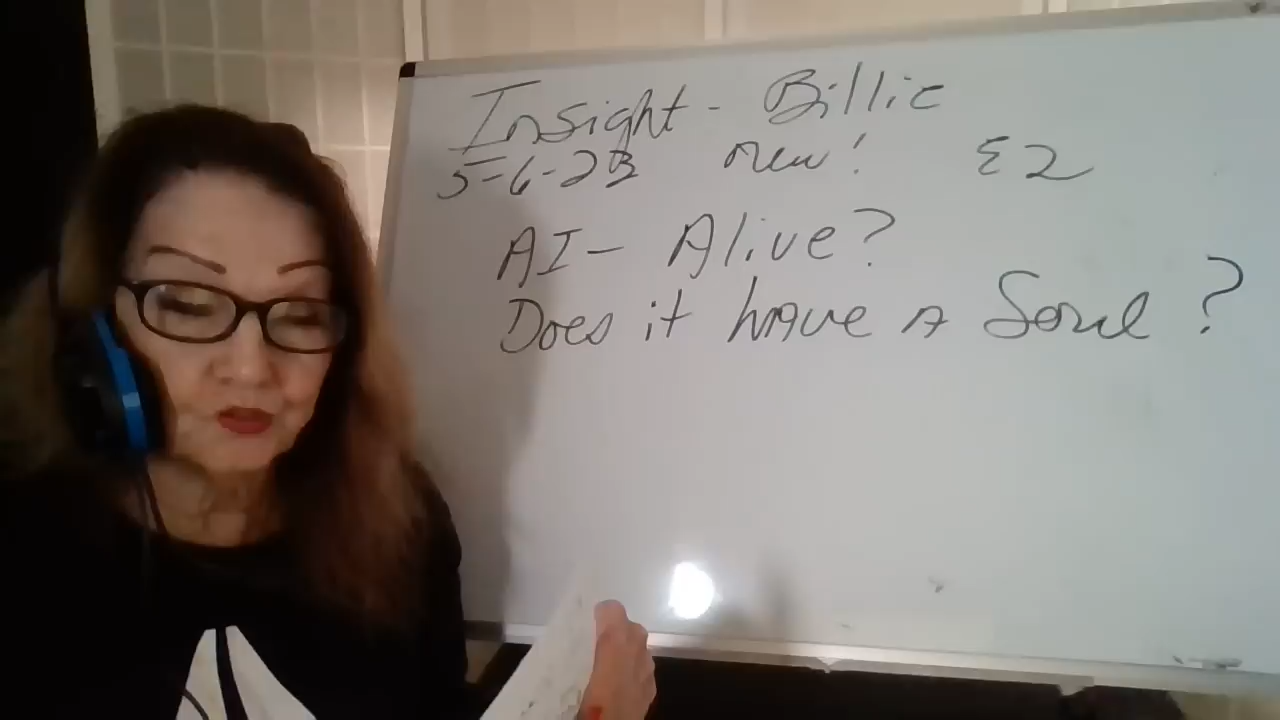 Insight - Billie
5-6-23 new! E2
AI- Alive?
Does it have A Soul?